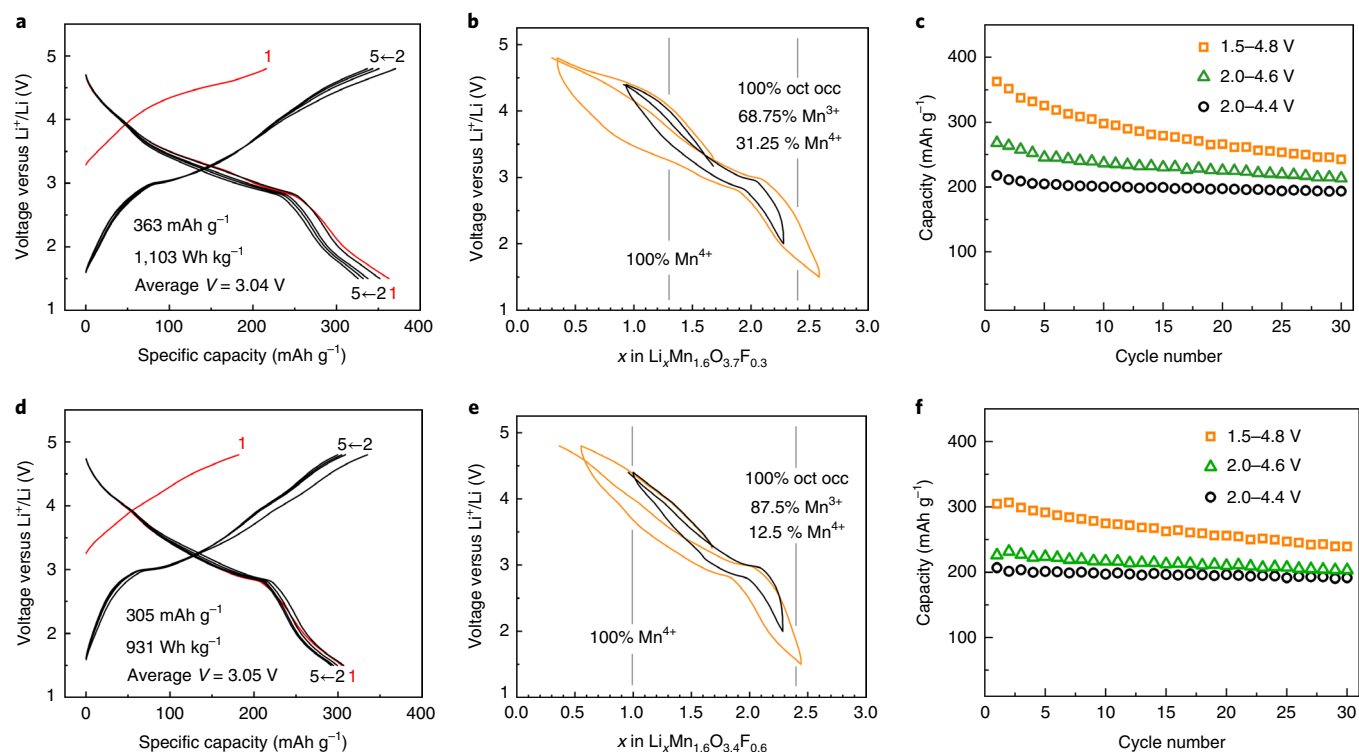 a
Voltage versus Li⁺/Li (V)
5
4
3
2
1
1
5←2
363 mAh g⁻¹
1,103 Wh kg⁻¹
Average V = 3.04 V
5←2 1
0 100 200 300 400
Specific capacity (mAh g⁻¹)
b
Voltage versus Li⁺/Li (V)
5
4
3
2
1
100% oct occ
68.75% Mn³⁺
31.25 % Mn⁴⁺
100% Mn⁴⁺
0.0 0.5 1.0 1.5 2.0 2.5 3.0
x in LiₓMn₁.₆O₃.₇F₀.₃
c
Capacity (mAh g⁻¹)
400
300
200
100
1.5–4.8 V
2.0–4.6 V
2.0–4.4 V
0 5 10 15 20 25 30
Cycle number
d
Voltage versus Li⁺/Li (V)
5
4
3
2
1
1
5←2
305 mAh g⁻¹
931 Wh kg⁻¹
Average V = 3.05 V
5←2 1
0 100 200 300 400
Specific capacity (mAh g⁻¹)
e
Voltage versus Li⁺/Li (V)
5
4
3
2
1
100% oct occ
87.5% Mn³⁺
12.5 % Mn⁴⁺
100% Mn⁴⁺
0.0 0.5 1.0 1.5 2.0 2.5 3.0
x in LiₓMn₁.₆O₃.₄F₀.₆
f
Capacity (mAh g⁻¹)
400
300
200
100
1.5–4.8 V
2.0–4.6 V
2.0–4.4 V
0 5 10 15 20 25 30
Cycle number